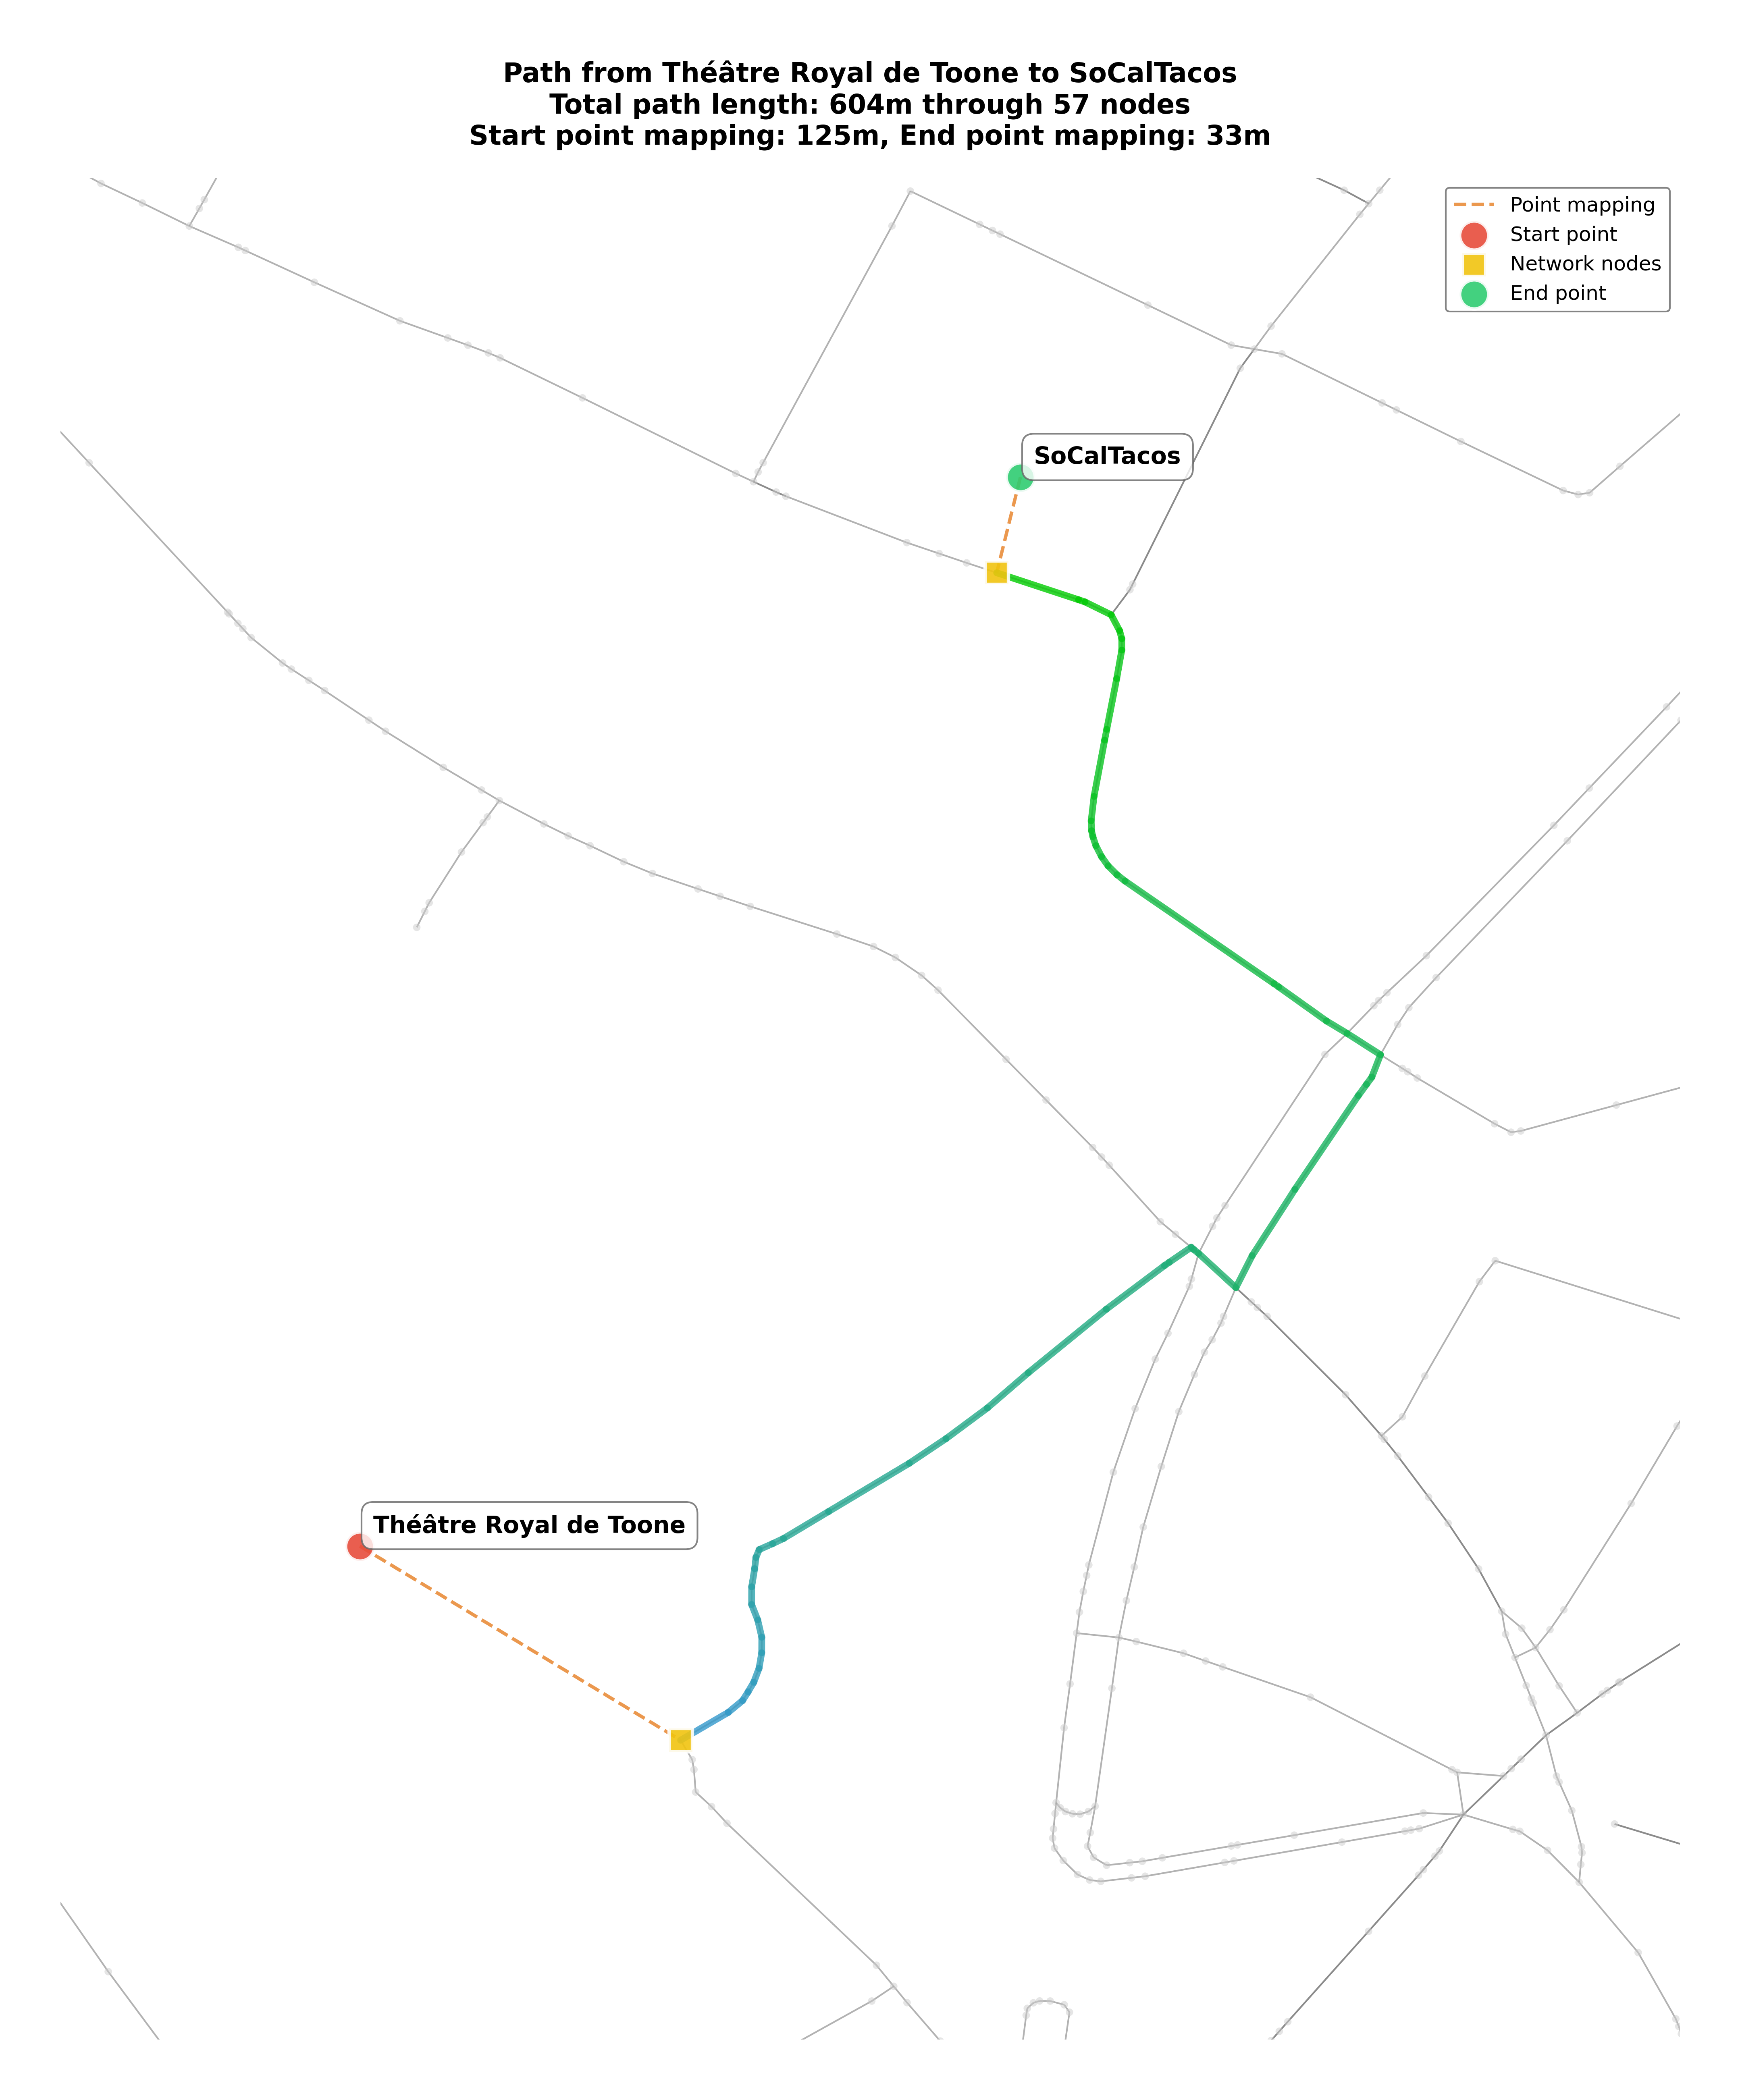 Path from Théâtre Royal de Toone to SoCalTacos
Total path length: 604m through 57 nodes
Start point mapping: 125m, End point mapping: 33m
Point mapping
Start point
Network nodes
End point
SoCalTacos
Théâtre Royal de Toone